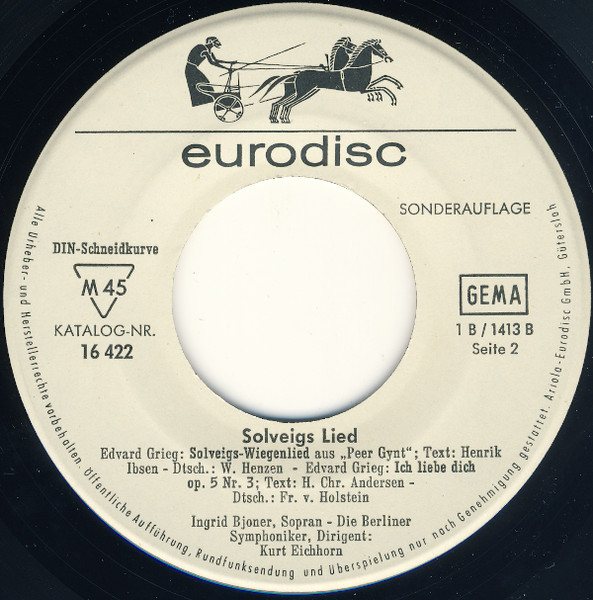 eurodisc
SONDERAUFLAGE
DIN-Schneidkurve
M 45
KATALOG-NR.
16 422
GEMA
1 B / 1413 B
Seite 2
Solveigs Lied
Edvard Grieg: Solveigs-Wiegenlied aus „Peer Gynt“; Text: Henrik
Ibsen - Dtsch.: W. Henzen - Edvard Grieg: Ich liebe dich
op. 5 Nr. 3; Text: H. Chr. Andersen -
Dtsch.: Fr. v. Holstein
Ingrid Bjoner, Sopran - Die Berliner
Symphoniker, Dirigent:
Kurt Eichhorn
Alle Urheber- und Herstellerrechte vorbehalten. Öffentliche Aufführung, Rundfunksendung und Überspielung nur nach Genehmigung gestattet. Ariola-Eurodisc GmbH, Gütersloh